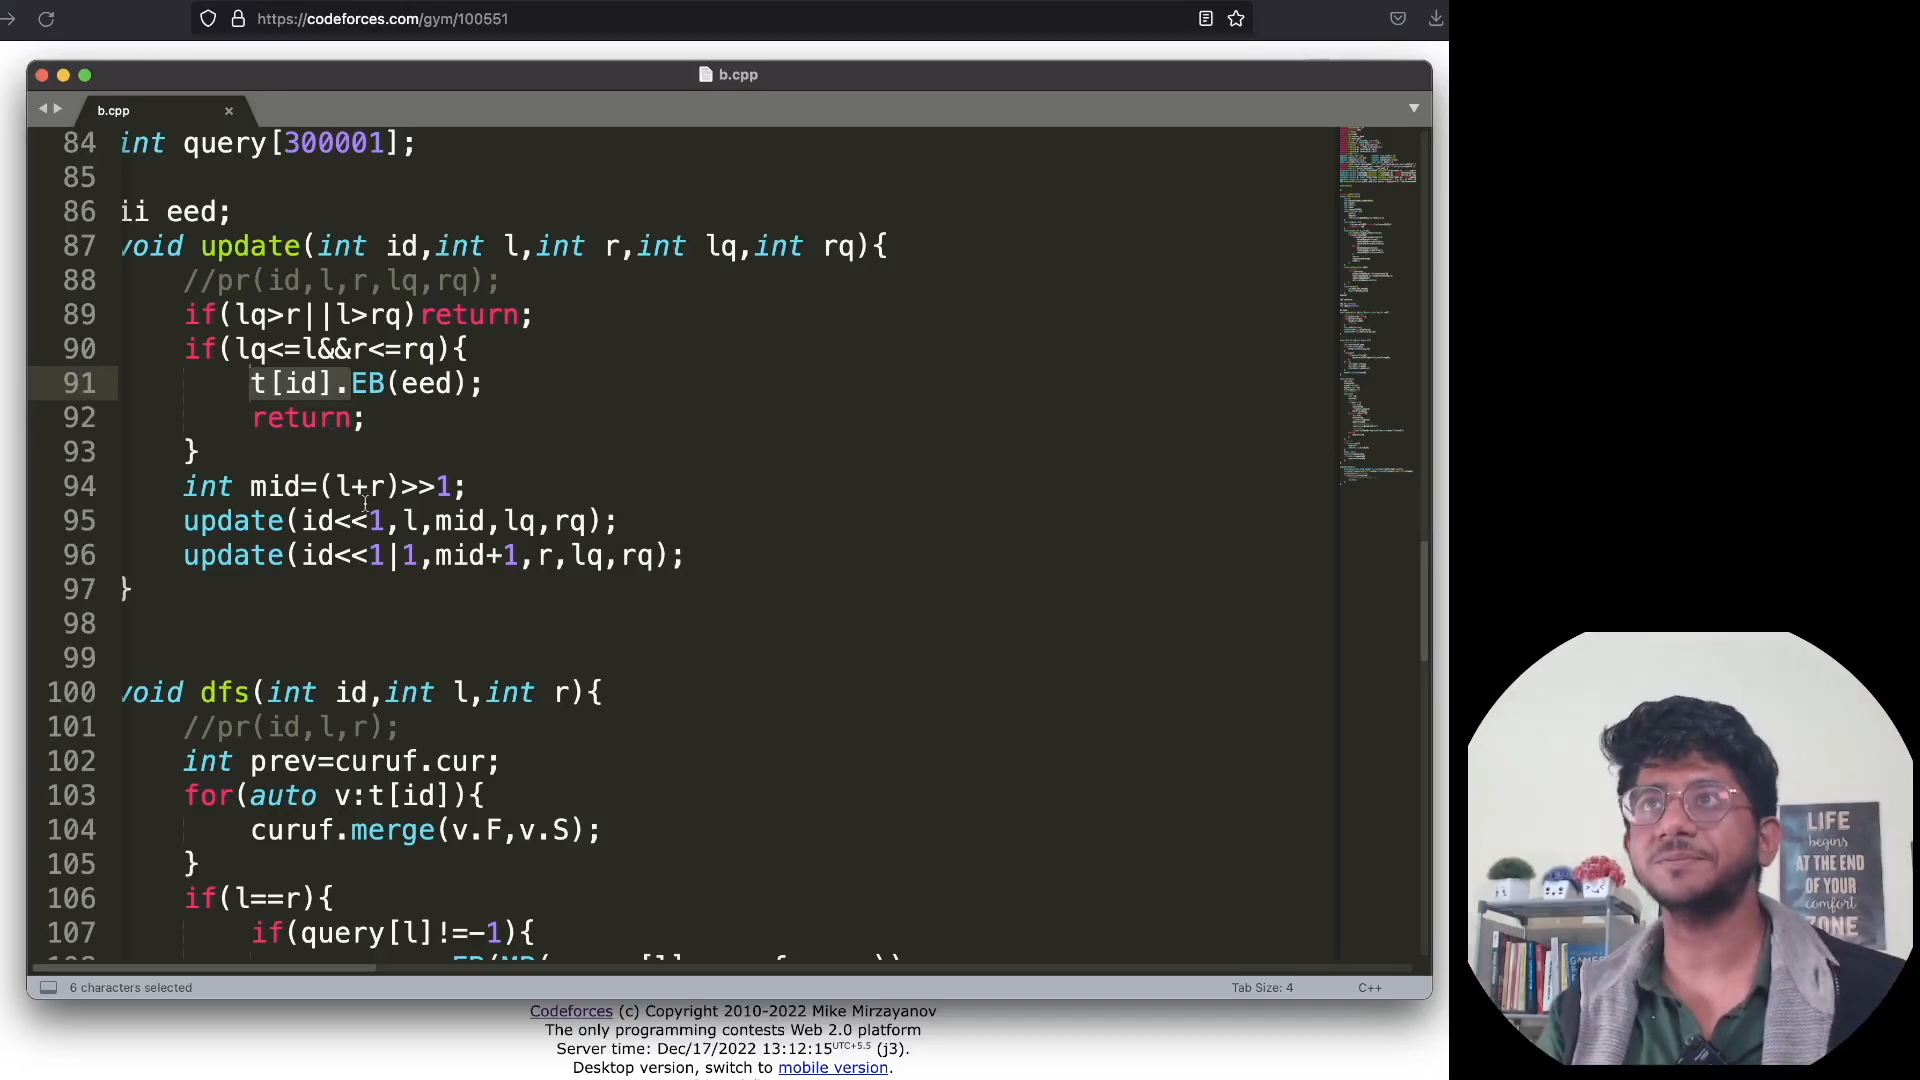 https://codeforces.com/gym/100551
b.cpp
b.cpp
84 int query[300001];
85
86 ii eed;
87 void update(int id,int l,int r,int lq,int rq){
88 //pr(id,l,r,lq,rq);
89 if(lq>r||l>rq)return;
90 if(lq<=l&&r<=rq){
91 t[id].EB(eed);
92 return;
93 }
94 int mid=(l+r)>>1;
95 update(id<<1,l,mid,lq,rq);
96 update(id<<1|1,mid+1,r,lq,rq);
97 }
98
99
100 void dfs(int id,int l,int r){
101 //pr(id,l,r);
102 int prev=curuf.cur;
103 for(auto v:t[id]){
104 curuf.merge(v.F,v.S);
105 }
106 if(l==r){
107 if(query[l]!=-1){
6 characters selected
Tab Size: 4
C++
Codeforces (c) Copyright 2010-2022 Mike Mirzayanov
The only programming contests Web 2.0 platform
Server time: Dec/17/2022 13:12:15 UTC+5.5 (j3).
Desktop version, switch to mobile version.
LIFE
begins
AT THE END
OF YOUR
comfort
ZONE